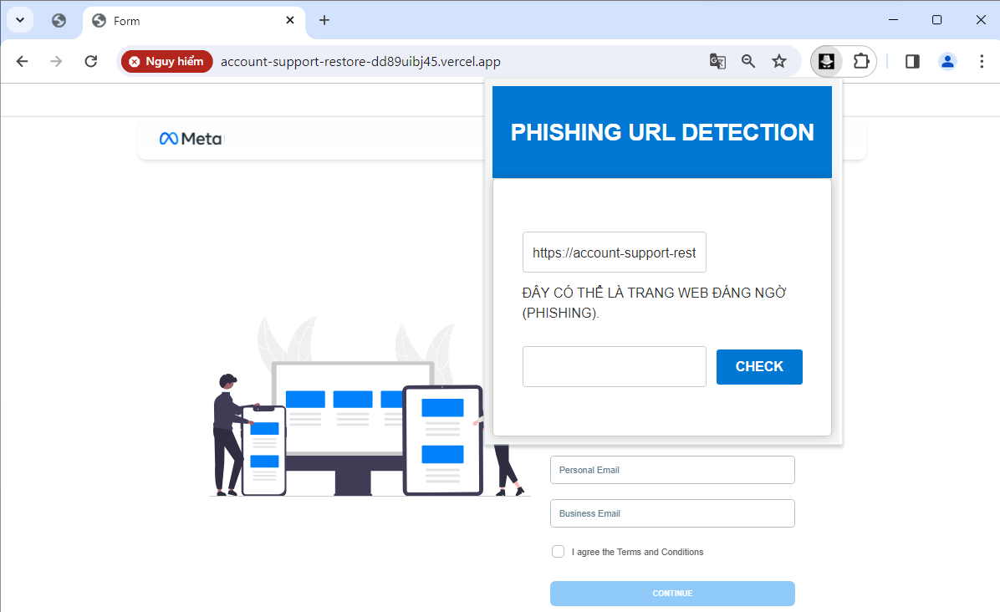 Form
Nguy hiểm
account-support-restore-dd89uibj45.vercel.app
Meta
PHISHING URL DETECTION
https://account-support-rest
ĐÂY CÓ THỂ LÀ TRANG WEB ĐÁNG NGỜ
(PHISHING).
CHECK
Personal Email
Business Email
I agree the Terms and Conditions
CONTINUE